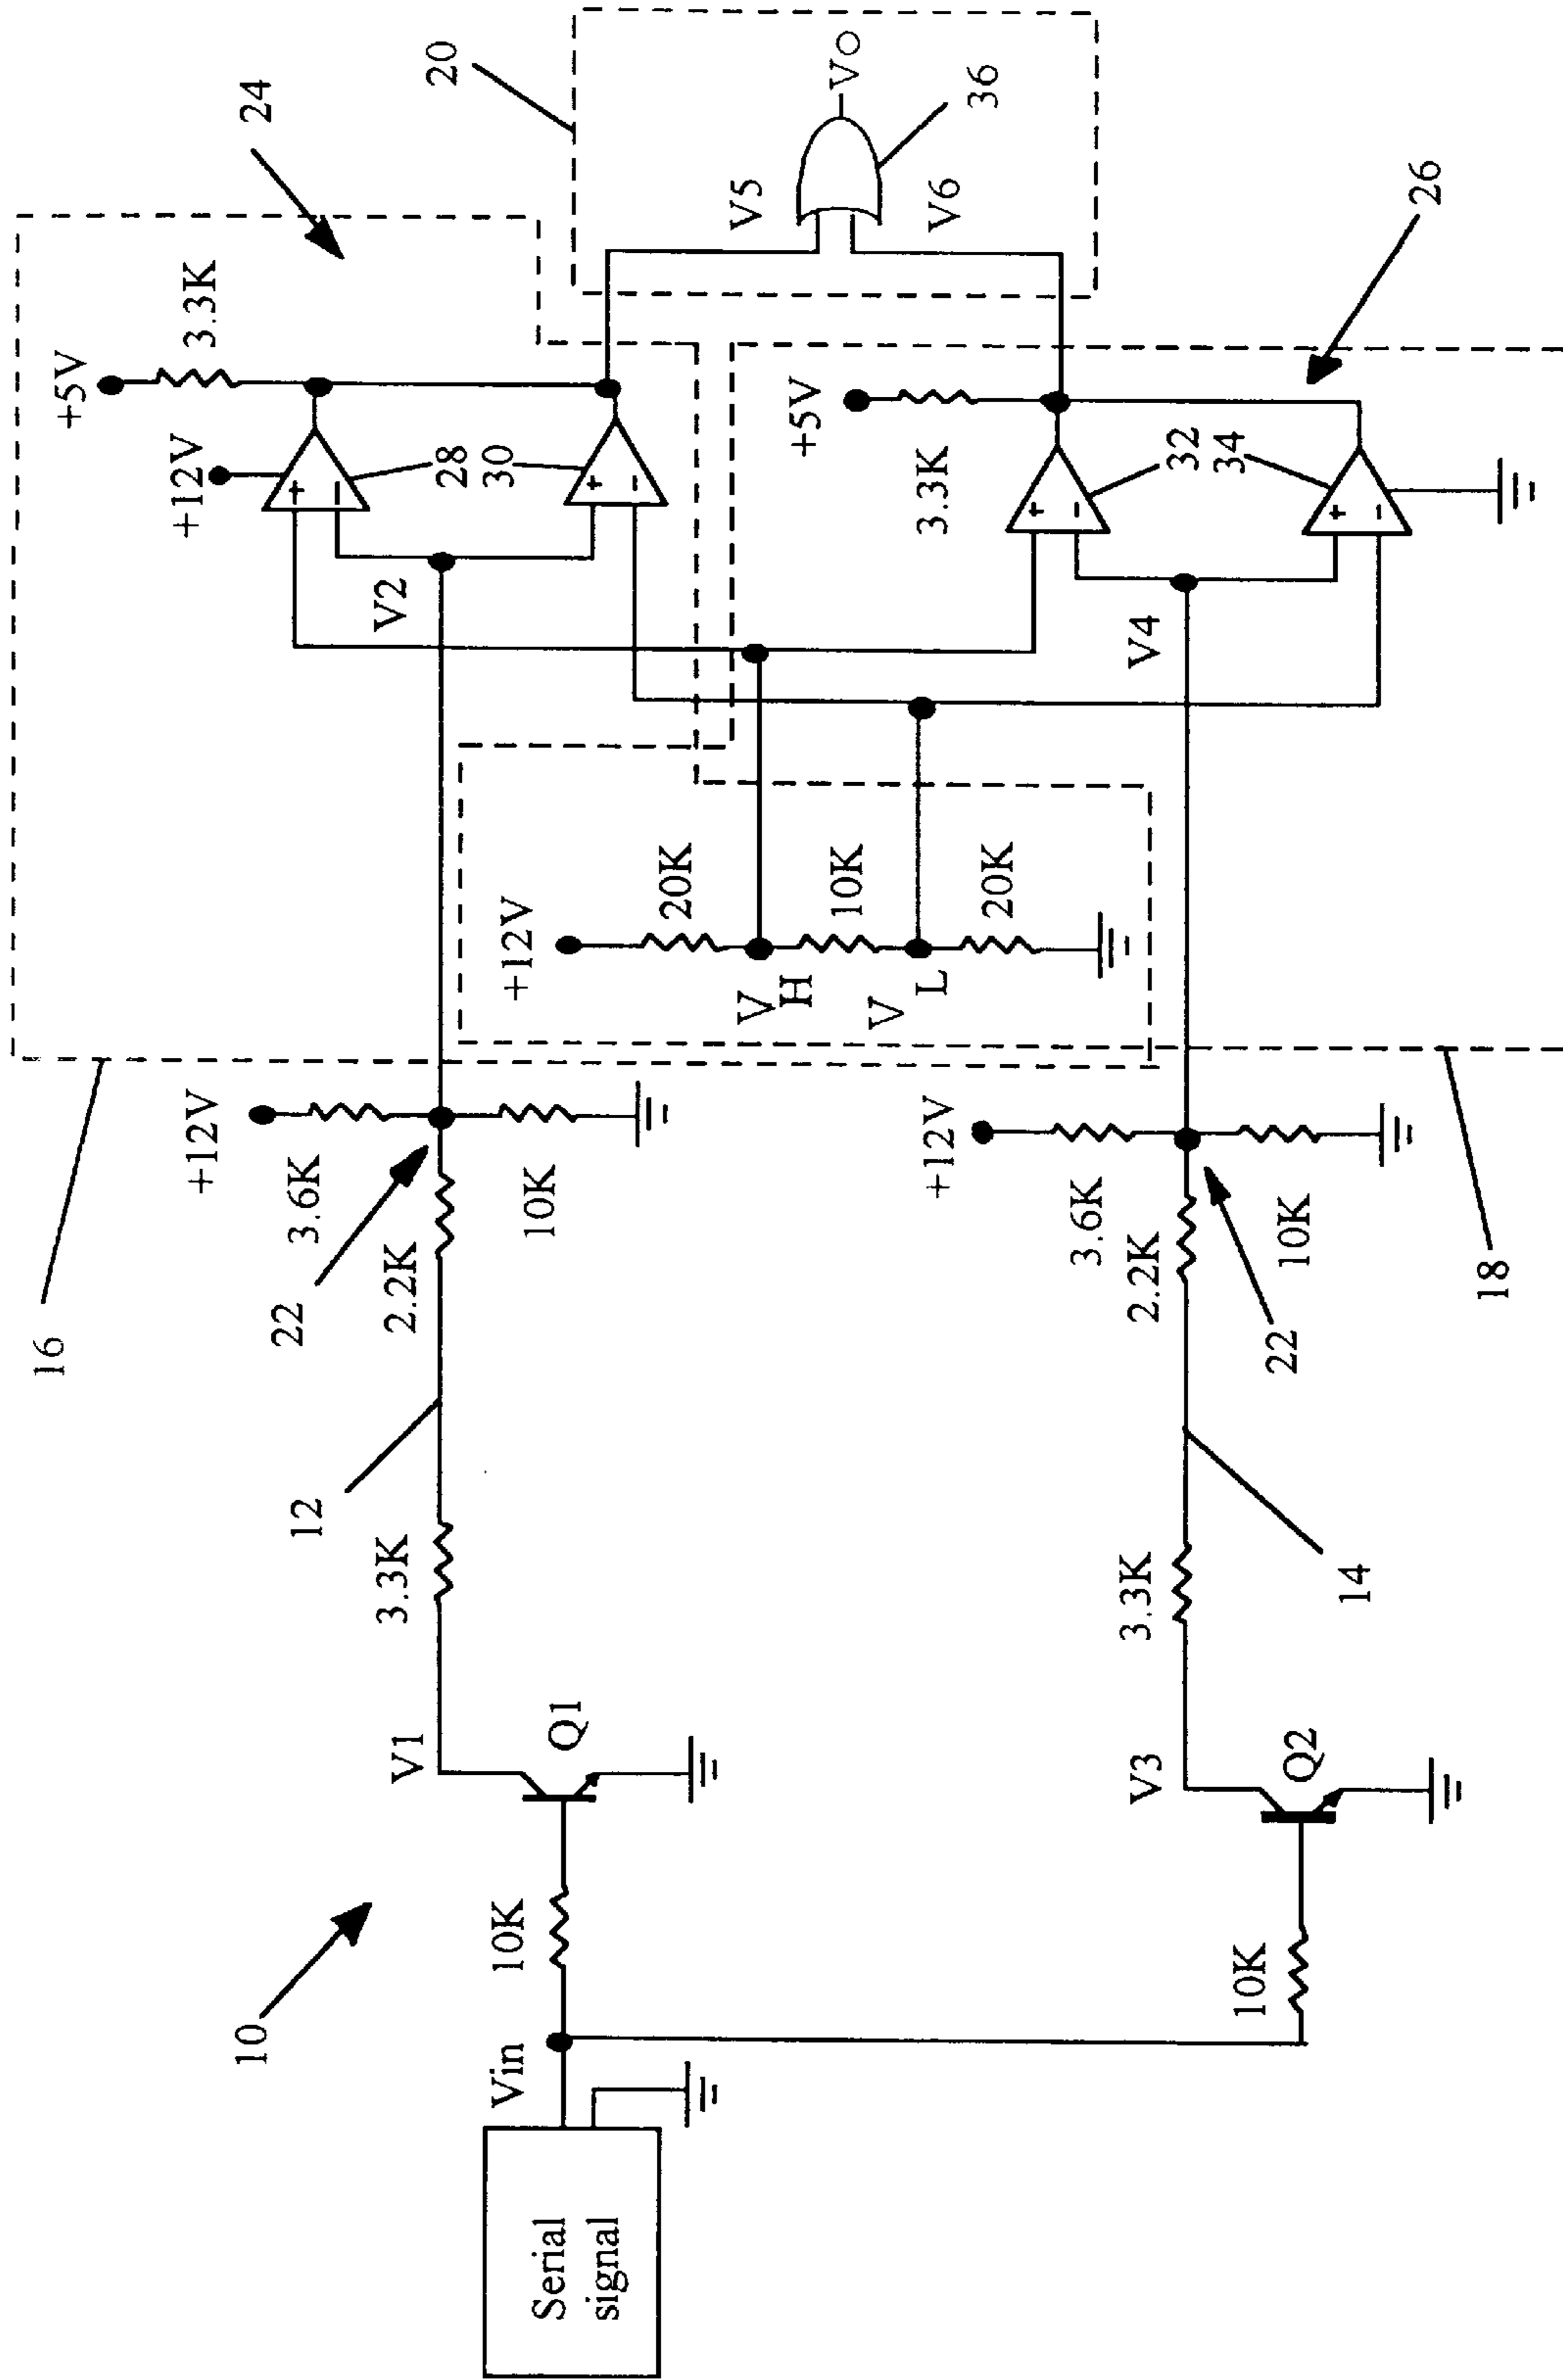 10
Serial
signal
Vin
10K
10K
V1
Q1
V3
Q2
3.3K
12
3.3K
14
16
+12V
3.6K
22
2.2K
10K
+12V
3.6K
2.2K
10K
22
18
+12V
20K
V
H
10K
V
L
20K
V2
V4
+12V
+5V
3.3K
24
28
30
+5V
3.3K
32
34
26
20
V5
V6
VO
36